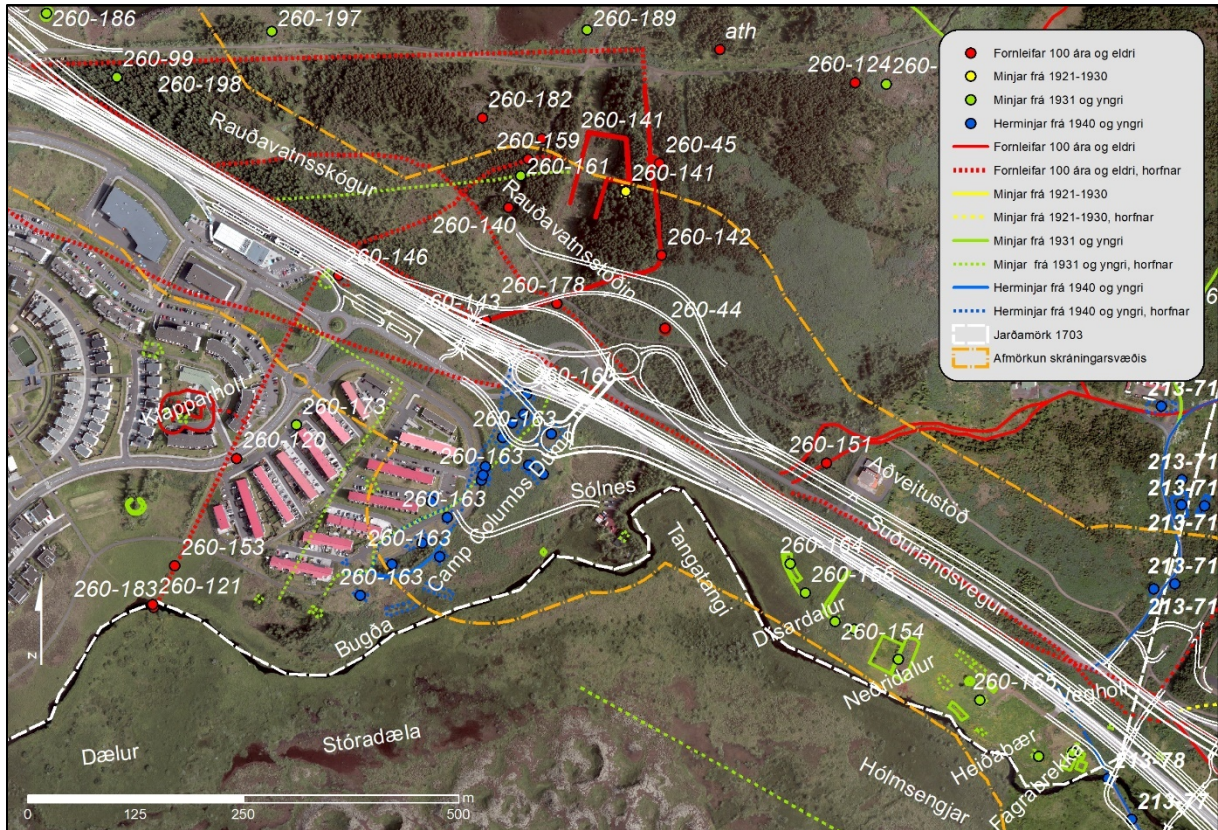 260-186
260-197
260-189
ath
260-99
260-198
260-124
260-
260-182
260-141
260-159
260-45
260-161
260-141
Rauðavatnsskógur
Rauðavatnsstöðin
260-140
260-142
260-146
260-178
260-143
260-44
Klapparholt
260-173
260-120
260-163
260-163
260-163
260-163
Camp Columbs Dump
Sólnes
260-151
Aðveitustöð
Suðurlandsvegur
260-153
260-183
260-121
Bugða
Tangatangi
260-164
260-166
Dísardalur
260-154
Neðridalur
260-165
Heiðabær
Fagrabrekka
Hólmsengjar
Dælur
Stóradæla
213-71
213-71
213-71
213-71
213-71
213-78
213-77
Fornleifar 100 ára og eldri
Minjar frá 1921-1930
Minjar frá 1931 og yngri
Herminjar frá 1940 og yngri
Fornleifar 100 ára og eldri
Fornleifar 100 ára og eldri, horfnar
Minjar frá 1921-1930
Minjar frá 1921-1930, horfnar
Minjar frá 1931 og yngri
Minjar frá 1931 og yngri, horfnar
Herminjar frá 1940 og yngri
Herminjar frá 1940 og yngri, horfnar
Jarðamörk 1703
Afmörkun skráningarsvæðis
N
m
0
125
250
500